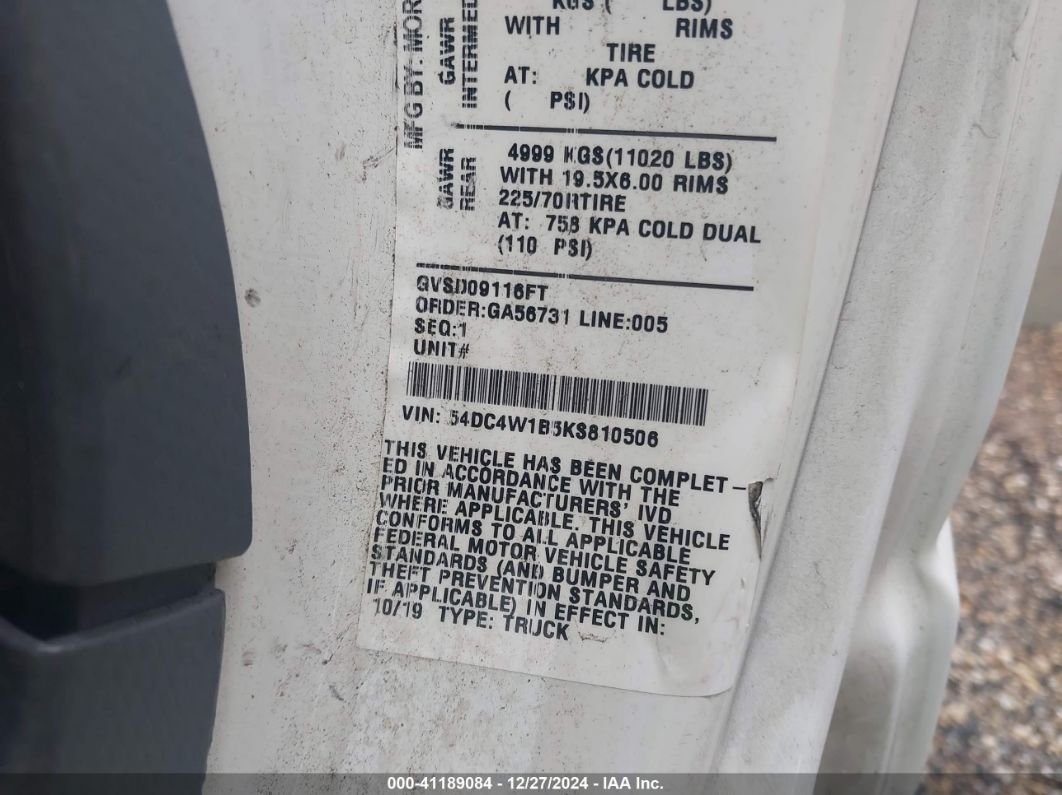 MFG BY: MOR
GAWR
INTERMED
KGS ( LBS)
WITH RIMS
TIRE
AT: KPA COLD
( PSI)
GAWR
REAR
4999 KGS(11020 LBS)
WITH 19.5X6.00 RIMS
225/70RTIRE
AT: 758 KPA COLD DUAL
(110 PSI)
GVSD09116FT
ORDER:GA56731 LINE:005
SEQ:1
UNIT#
VIN: 54DC4W1B5KS810506
THIS VEHICLE HAS BEEN COMPLET–
ED IN ACCORDANCE WITH THE
PRIOR MANUFACTURERS' IVD
WHERE APPLICABLE. THIS VEHICLE
CONFORMS TO ALL APPLICABLE
FEDERAL MOTOR VEHICLE SAFETY
STANDARDS (AND BUMPER AND
THEFT PREVENTION STANDARDS,
IF APPLICABLE) IN EFFECT IN:
10/19 TYPE: TRUCK
000-41189084 - 12/27/2024 - IAA Inc.